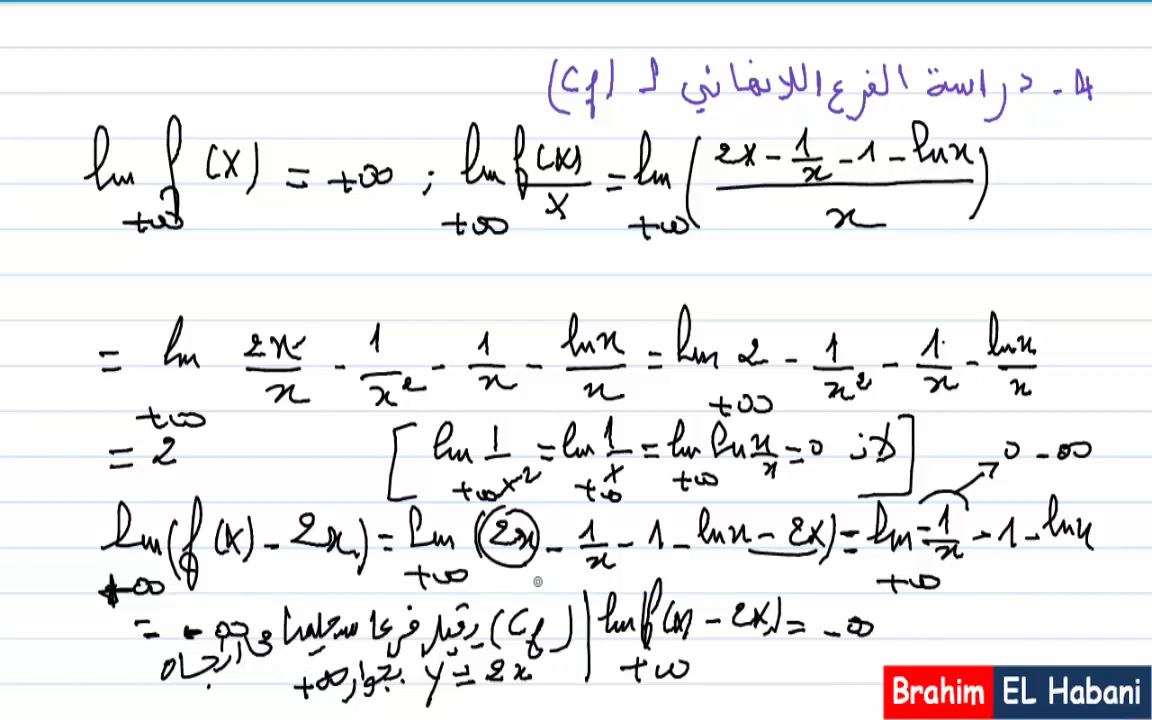 4- دراسة الفرع اللانهائي لـ (Cf)
lim f(x) = +∞ ; lim f(x)/x = lim ((2x - 1/x - 1 - ln x)/x)
+∞ +∞ +∞
= lim 2x/x - 1/x² - 1/x - ln x/x = lim 2 - 1/x² - 1/x - ln x/x
+∞ +∞
= 2 [lim 1/x² = lim 1/x = lim ln x/x = 0 لأن] 0 - ∞
+∞ +∞ +∞
lim (f(x) - 2x) = lim (2x - 1/x - 1 - ln x - 2x) = lim -1/x - 1 - ln x
+∞ +∞ +∞
= -∞ (Cf) يقبل فرعا شلجميا في اتجاه | lim f(x) - 2x) = -∞
y = 2x بجوار +∞ +∞
Brahim EL Habani